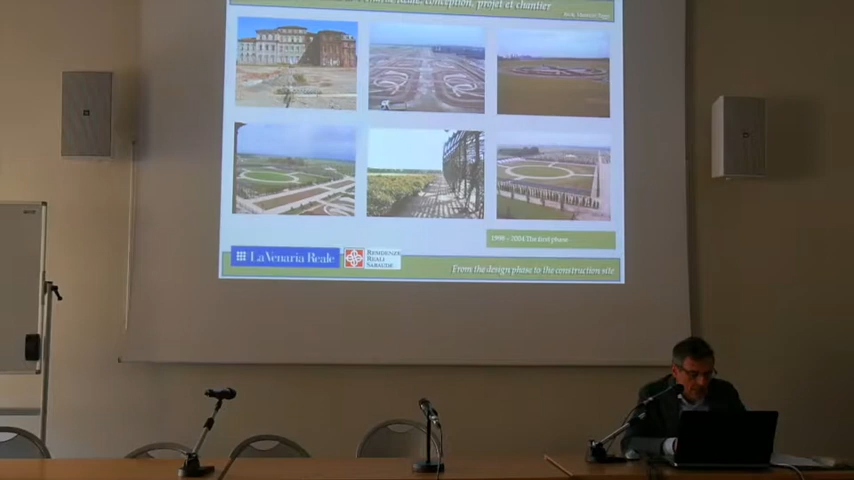 conception, projet et chantier
1998 - 2004 The first phase
La Venaria Reale
RESIDENZE
REALI
SABAUDE
From the design phase to the construction site